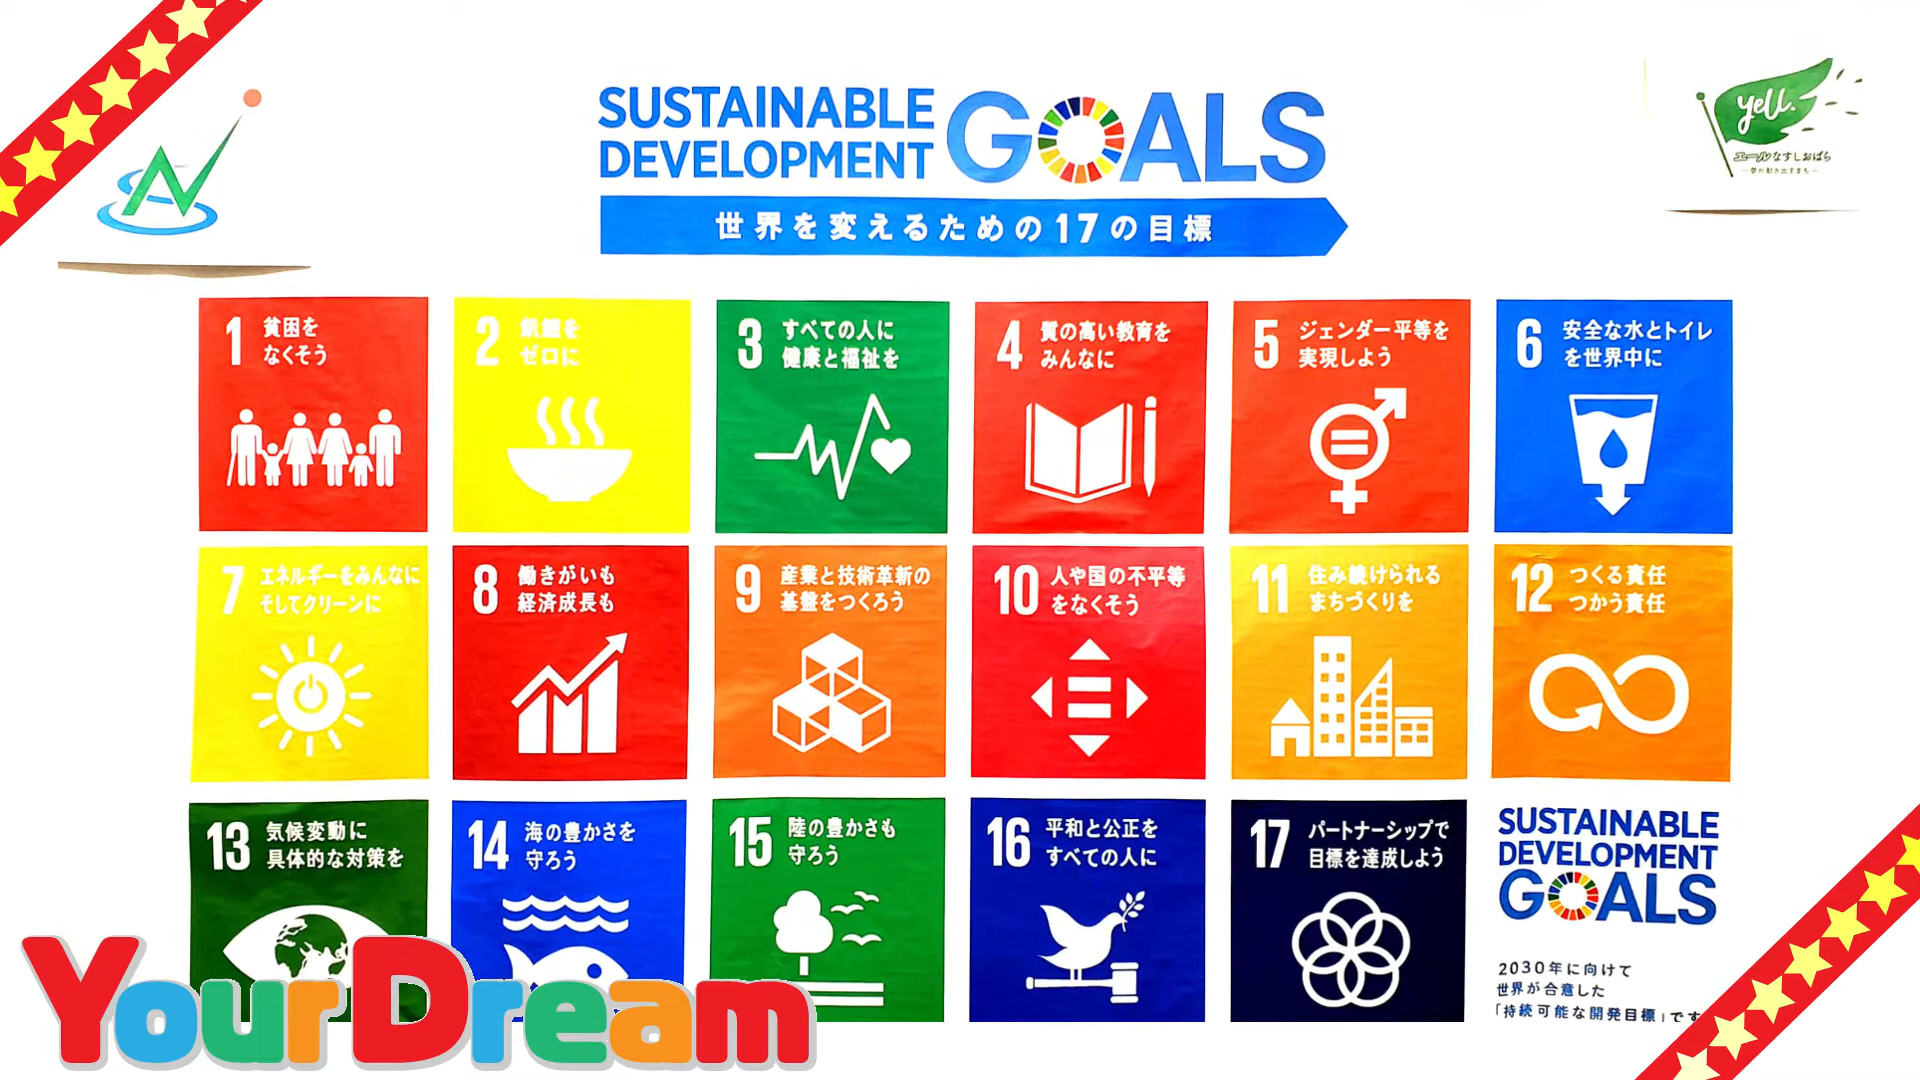 SUSTAINABLE
DEVELOPMENT
GOALS
世界を変えるための17の目標
yell.
エールなすしおばら
1 貧困を
なくそう
2 飢餓を
ゼロに
3 すべての人に
健康と福祉を
4 質の高い教育を
みんなに
5 ジェンダー平等を
実現しよう
6 安全な水とトイレ
を世界中に
7 エネルギーをみんなに
そしてクリーンに
8 働きがいも
経済成長も
9 産業と技術革新の
基盤をつくろう
10 人や国の不平等
をなくそう
11 住み続けられる
まちづくりを
12 つくる責任
つかう責任
13 気候変動に
具体的な対策を
14 海の豊かさを
守ろう
15 陸の豊かさも
守ろう
16 平和と公正を
すべての人に
17 パートナーシップで
目標を達成しよう
SUSTAINABLE
DEVELOPMENT
GOALS
2030年に向けて
世界が合意した
「持続可能な開発目標」です
YourDream